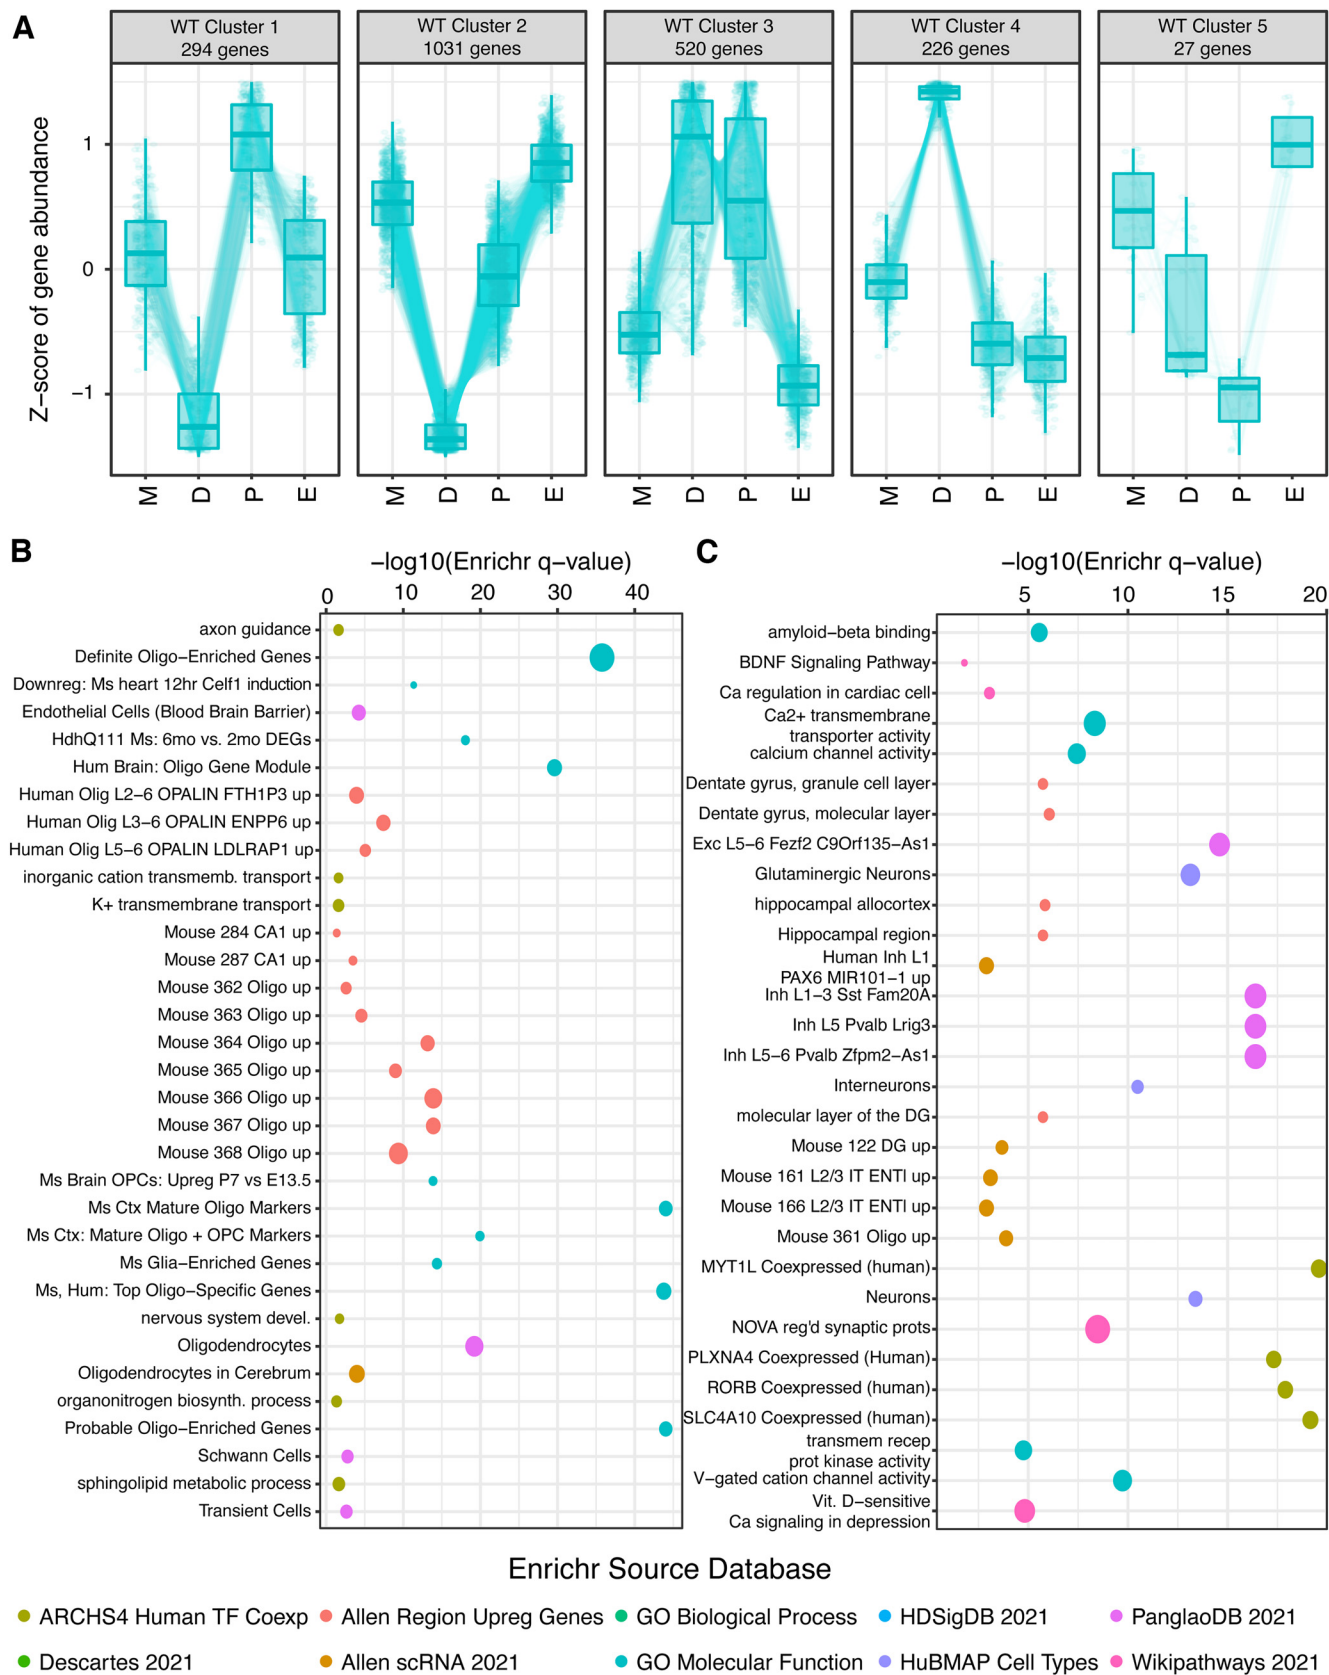 A
WT Cluster 1
294 genes
WT Cluster 2
1031 genes
WT Cluster 3
520 genes
WT Cluster 4
226 genes
WT Cluster 5
27 genes
Z−score of gene abundance
1
0
−1
M D P E
M D P E
M D P E
M D P E
M D P E
B
−log10(Enrichr q−value)
0 10 20 30 40
axon guidance
Definite Oligo−Enriched Genes
Downreg: Ms heart 12hr Celf1 induction
Endothelial Cells (Blood Brain Barrier)
HdhQ111 Ms: 6mo vs. 2mo DEGs
Hum Brain: Oligo Gene Module
Human Olig L2−6 OPALIN FTH1P3 up
Human Olig L3−6 OPALIN ENPP6 up
Human Olig L5−6 OPALIN LDLRAP1 up
inorganic cation transmemb. transport
K+ transmembrane transport
Mouse 284 CA1 up
Mouse 287 CA1 up
Mouse 362 Oligo up
Mouse 363 Oligo up
Mouse 364 Oligo up
Mouse 365 Oligo up
Mouse 366 Oligo up
Mouse 367 Oligo up
Mouse 368 Oligo up
Ms Brain OPCs: Upreg P7 vs E13.5
Ms Ctx Mature Oligo Markers
Ms Ctx: Mature Oligo + OPC Markers
Ms Glia−Enriched Genes
Ms, Hum: Top Oligo−Specific Genes
nervous system devel.
Oligodendrocytes
Oligodendrocytes in Cerebrum
organonitrogen biosynth. process
Probable Oligo−Enriched Genes
Schwann Cells
sphingolipid metabolic process
Transient Cells
C
−log10(Enrichr q−value)
5 10 15 20
amyloid−beta binding
BDNF Signaling Pathway
Ca regulation in cardiac cell
Ca2+ transmembrane
transporter activity
calcium channel activity
Dentate gyrus, granule cell layer
Dentate gyrus, molecular layer
Exc L5−6 Fezf2 C9Orf135−As1
Glutaminergic Neurons
hippocampal allocortex
Hippocampal region
Human Inh L1
PAX6 MIR101−1 up
Inh L1−3 Sst Fam20A
Inh L5 Pvalb Lrig3
Inh L5−6 Pvalb Zfpm2−As1
Interneurons
molecular layer of the DG
Mouse 122 DG up
Mouse 161 L2/3 IT ENTl up
Mouse 166 L2/3 IT ENTl up
Mouse 361 Oligo up
MYT1L Coexpressed (human)
Neurons
NOVA reg'd synaptic prots
PLXNA4 Coexpressed (Human)
RORB Coexpressed (human)
SLC4A10 Coexpressed (human)
transmem recep
prot kinase activity
V−gated cation channel activity
Vit. D−sensitive
Ca signaling in depression
Enrichr Source Database
ARCHS4 Human TF Coexp
Allen Region Upreg Genes
GO Biological Process
HDSigDB 2021
PanglaoDB 2021
Descartes 2021
Allen scRNA 2021
GO Molecular Function
HuBMAP Cell Types
Wikipathways 2021